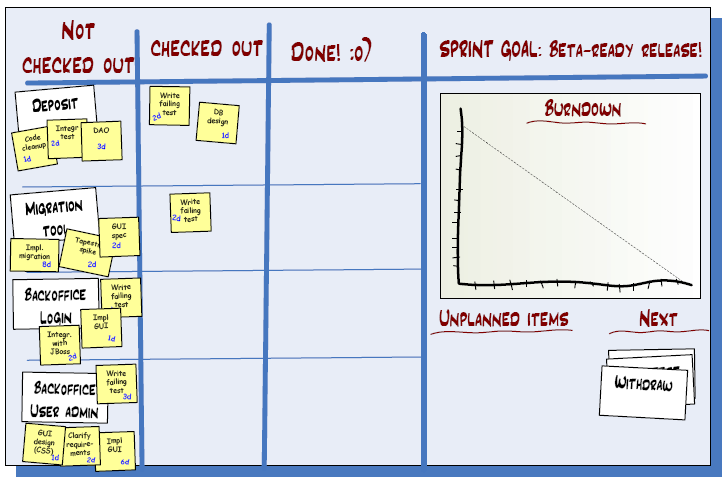 NOT
CHECKED OUT
CHECKED OUT
DONE! :o)
SPRINT GOAL: BETA-READY RELEASE!
DEPOSIT
Code
cleanup
1d
Integr
test
2d
DAO
3d
Write
failing
test
2d
DB
design
1d
MIGRATION
TOOL
Impl.
migration
8d
Tapestr
spike
2d
GUI
spec
2d
Write
failing
test
2d
BACKOFFICE
LOGIN
Write
failing
test
Integr.
with
JBoss
2d
Impl
GUI
1d
BACKOFFICE
USER ADMIN
Write
failing
test
3d
GUI
design
(CSS)
1d
Clarify
require-
ments
2d
Impl
GUI
6d
BURNDOWN
UNPLANNED ITEMS
NEXT
WITHDRAW